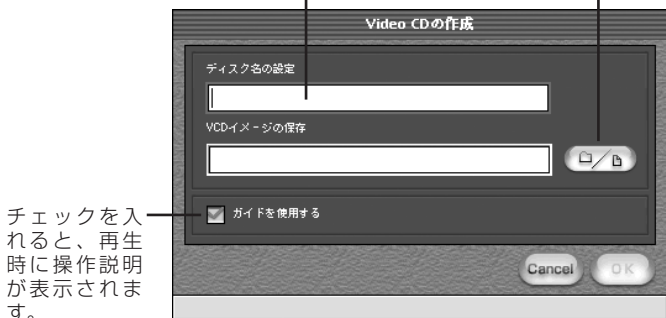 Video CDの作成
ディスク名の設定
VCDイメージの保存
ガイドを使用する
チェックを入
れると、再生
時に操作説明
が表示されま
す。
Cancel
OK